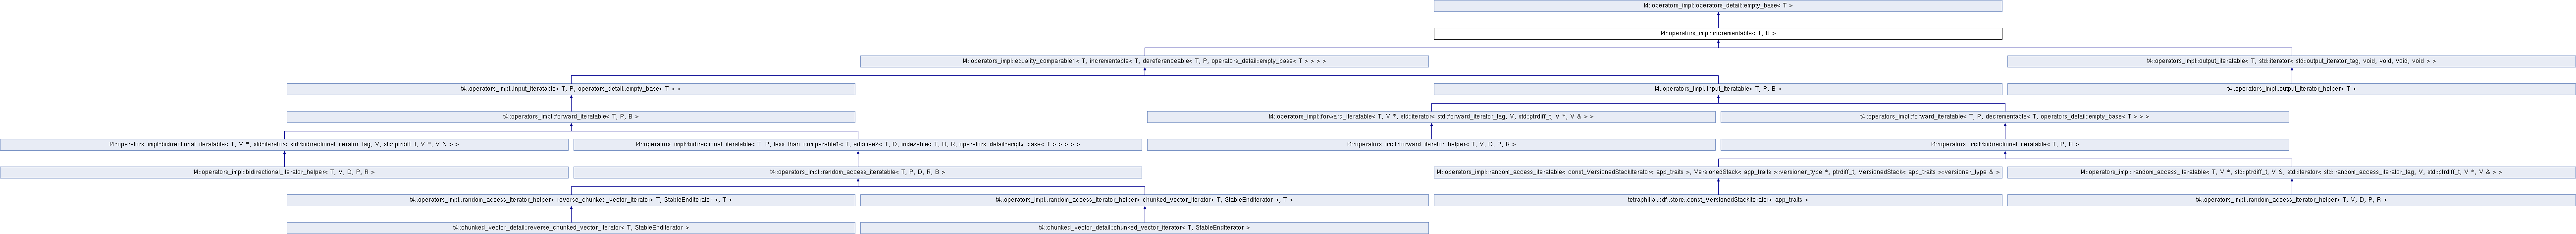 t4::operators_impl::operators_detail::empty_base< T >
t4::operators_impl::incrementable< T, B >
t4::operators_impl::equality_comparable1< T, incrementable< T, dereferenceable< T, P, operators_detail::empty_base< T > > > >
t4::operators_impl::output_iteratable< T, std::iterator< std::output_iterator_tag, void, void, void, void > >
t4::operators_impl::input_iteratable< T, P, operators_detail::empty_base< T > >
t4::operators_impl::input_iteratable< T, P, B >
t4::operators_impl::output_iterator_helper< T >
t4::operators_impl::forward_iteratable< T, P, B >
t4::operators_impl::forward_iteratable< T, V *, std::iterator< std::forward_iterator_tag, V, std::ptrdiff_t, V *, V & > >
t4::operators_impl::forward_iteratable< T, P, decrementable< T, operators_detail::empty_base< T > > >
t4::operators_impl::bidirectional_iteratable< T, V *, std::iterator< std::bidirectional_iterator_tag, V, std::ptrdiff_t, V *, V & > >
t4::operators_impl::bidirectional_iteratable< T, P, less_than_comparable1< T, additive2< T, D, indexable< T, D, R, operators_detail::empty_base< T > > > > >
t4::operators_impl::forward_iterator_helper< T, V, D, P, R >
t4::operators_impl::bidirectional_iteratable< T, P, B >
t4::operators_impl::bidirectional_iterator_helper< T, V, D, P, R >
t4::operators_impl::random_access_iteratable< T, P, D, R, B >
t4::operators_impl::random_access_iteratable< const_VersionedStackIterator< app_traits >, VersionedStack< app_traits >::versioner_type *, ptrdiff_t, VersionedStack< app_traits >::versioner_type & >
t4::operators_impl::random_access_iteratable< T, V *, std::ptrdiff_t, V &, std::iterator< std::random_access_iterator_tag, V, std::ptrdiff_t, V *, V & > >
t4::operators_impl::random_access_iterator_helper< reverse_chunked_vector_iterator< T, StableEndIterator >, T >
t4::operators_impl::random_access_iterator_helper< chunked_vector_iterator< T, StableEndIterator >, T >
tetraphilia::pdf::store::const_VersionedStackIterator< app_traits >
t4::operators_impl::random_access_iterator_helper< T, V, D, P, R >
t4::chunked_vector_detail::reverse_chunked_vector_iterator< T, StableEndIterator >
t4::chunked_vector_detail::chunked_vector_iterator< T, StableEndIterator >